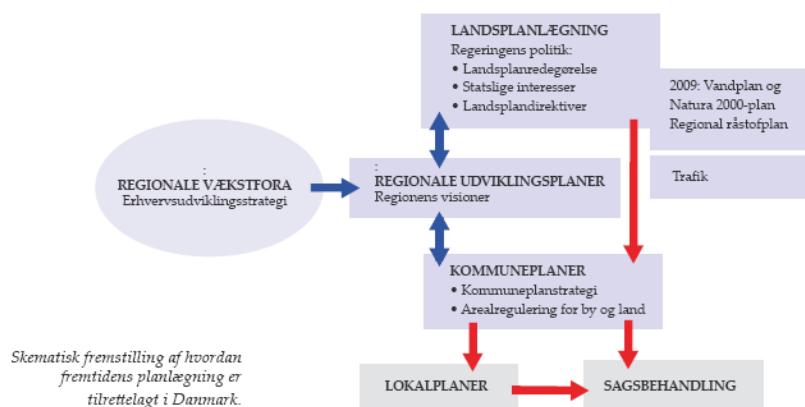 LANDSPLANLÆGNING
Regeringens politik:
• Landsplanredegørelse
• Statslige interesser
• Landsplandirektiver
2009: Vandplan og
Natura 2000-plan
Regional råstofplan
Trafik
:
REGIONALE VÆKSTFORA
Erhvervsudviklingsstrategi
:
REGIONALE UDVIKLINGSPLANER
Regionens visioner
KOMMUNEPLANER
• Kommuneplanstrategi
• Arealregulering for by og land
LOKALPLANER
SAGSBEHANDLING
Skematisk fremstilling af hvordan
fremtidens planlægning er
tilrettelagt i Danmark.